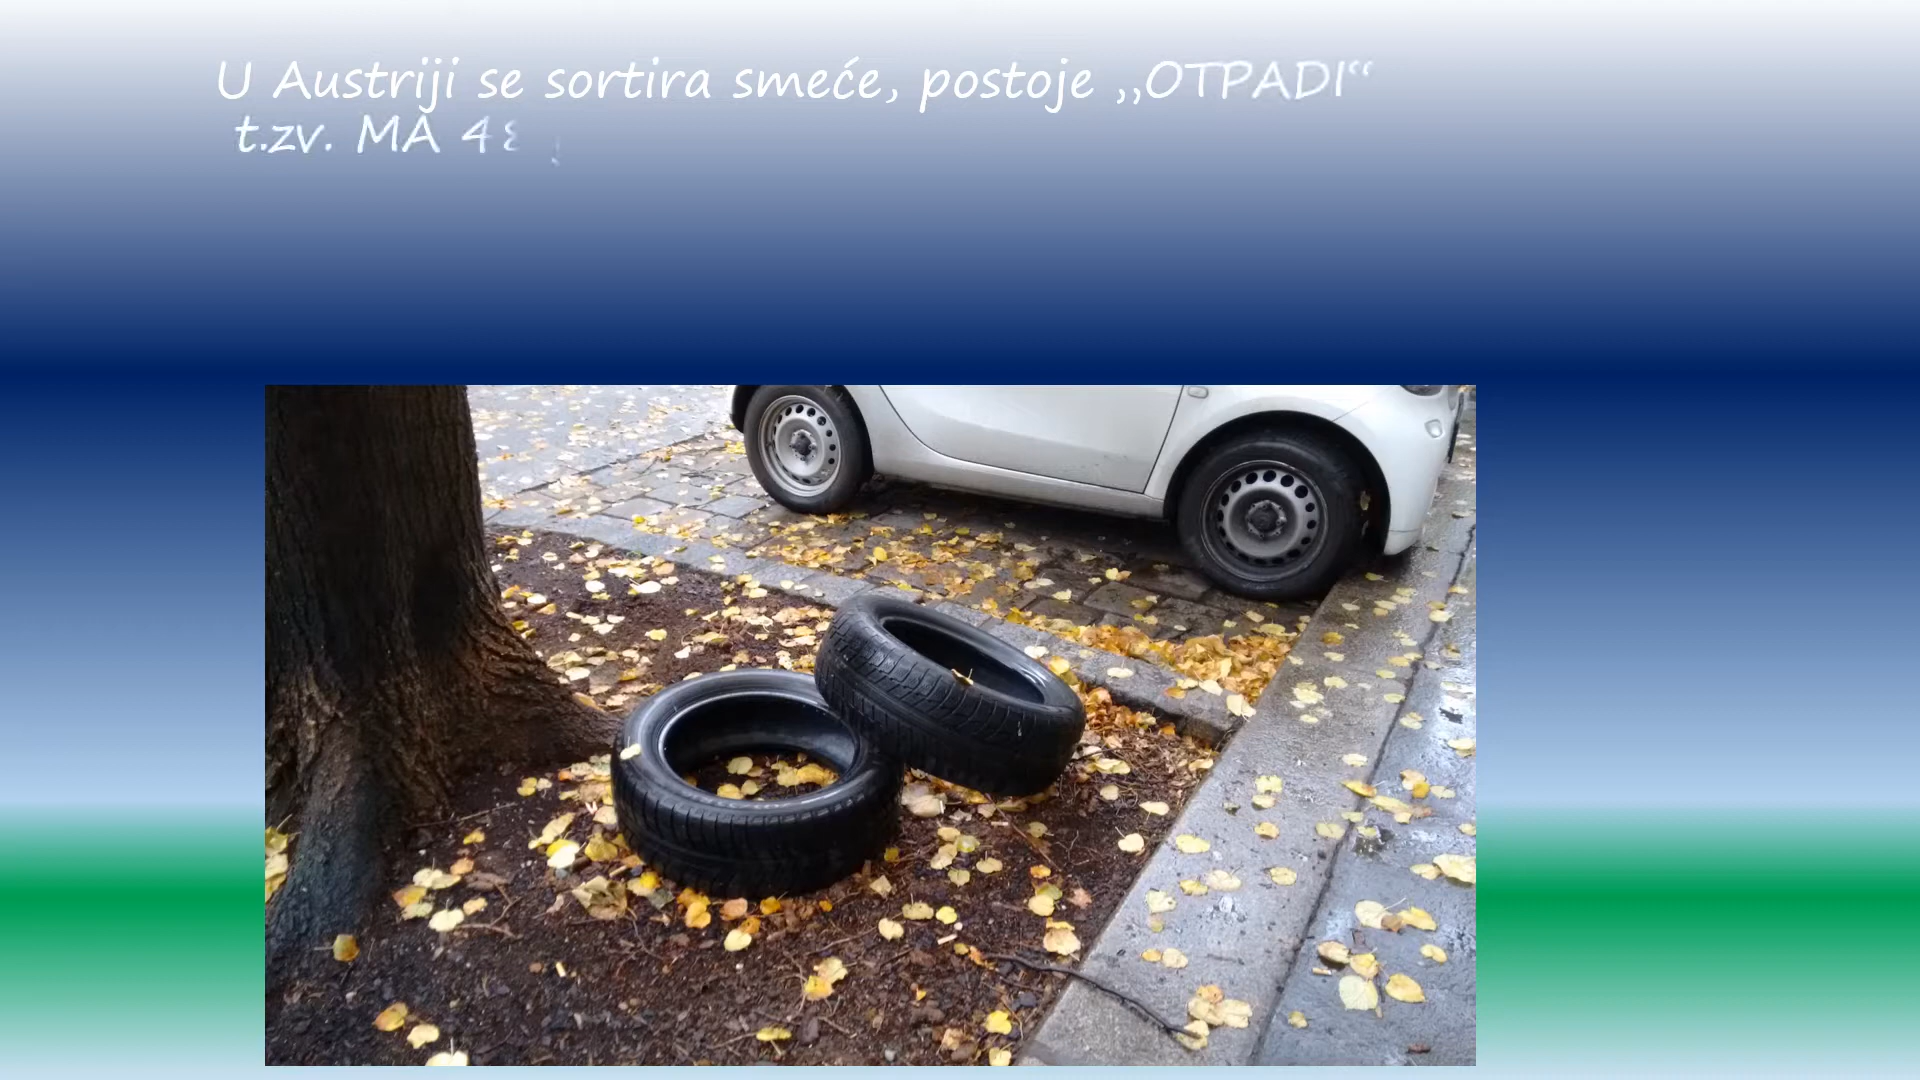 U Austriji se sortira smeće, postoje „OTPADI“
t.zv. MA